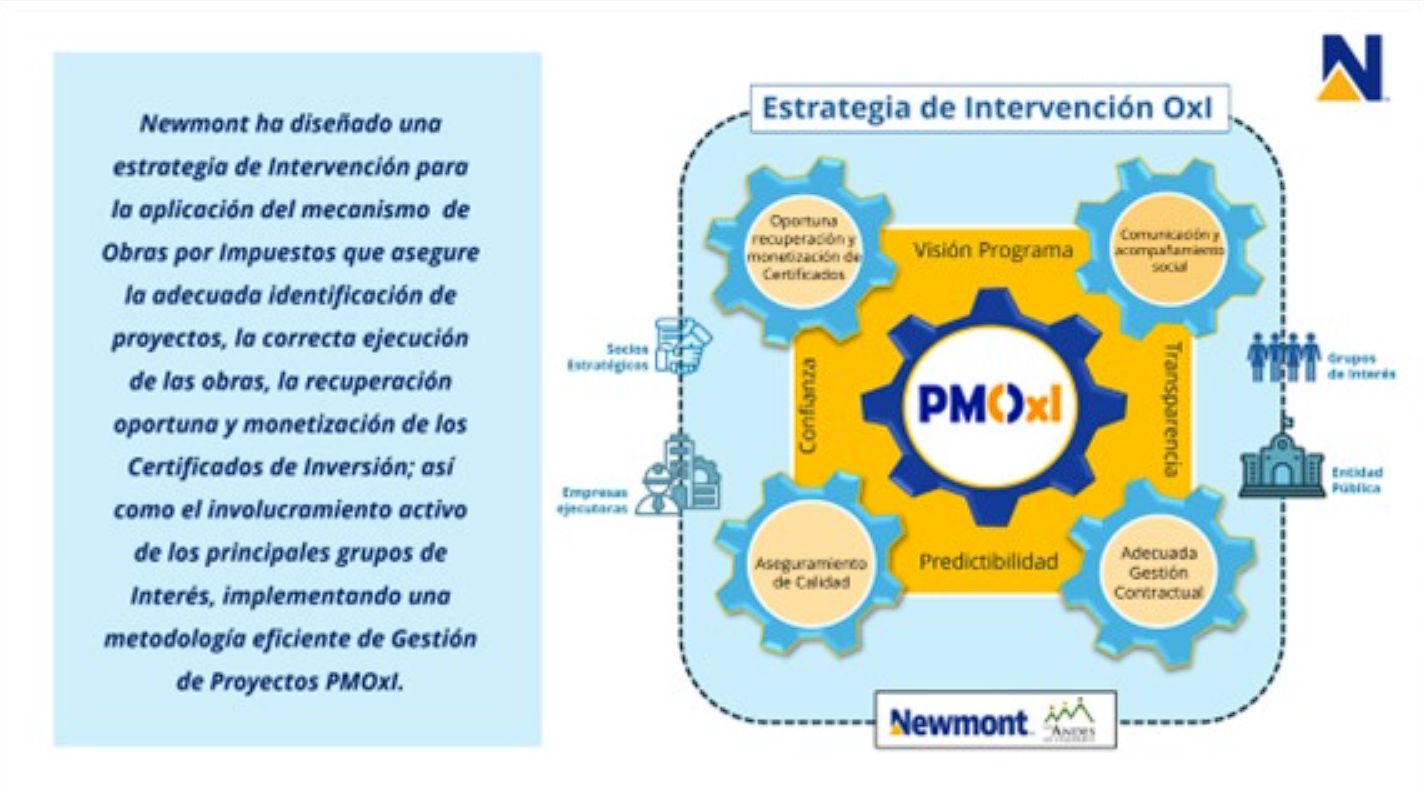 Newmont ha diseñado una
estrategia de Intervención para
la aplicación del mecanismo de
Obras por Impuestos que asegure
la adecuada identificación de
proyectos, la correcta ejecución
de las obras, la recuperación
oportuna y monetización de los
Certificados de Inversión; así
como el involucramiento activo
de los principales grupos de
Interés, implementando una
metodología eficiente de Gestión
de Proyectos PMOxI.
N
Estrategia de Intervención OxI
Oportuna
recuperación y
monetización de
Certificados
Visión Programa
Comunicación y
acompañamiento
social
Socios
Estratégicos
Confianza
PMOxI
Transparencia
Grupos
de Interés
Empresas
ejecutoras
Entidad
Pública
Aseguramiento
de Calidad
Predictibilidad
Adecuada
Gestión
Contractual
Newmont
ANDES